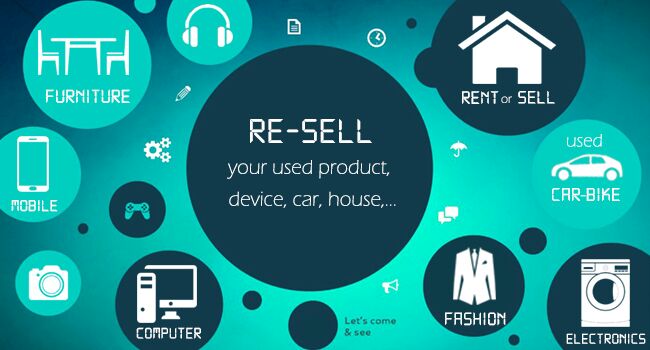 FURNITURE
RENT or SELL
RE-SELL
your used product,
device, car, house,...
used
CAR-BIKE
MOBILE
COMPUTER
FASHION
ELECTRONICS
Let's come
& see